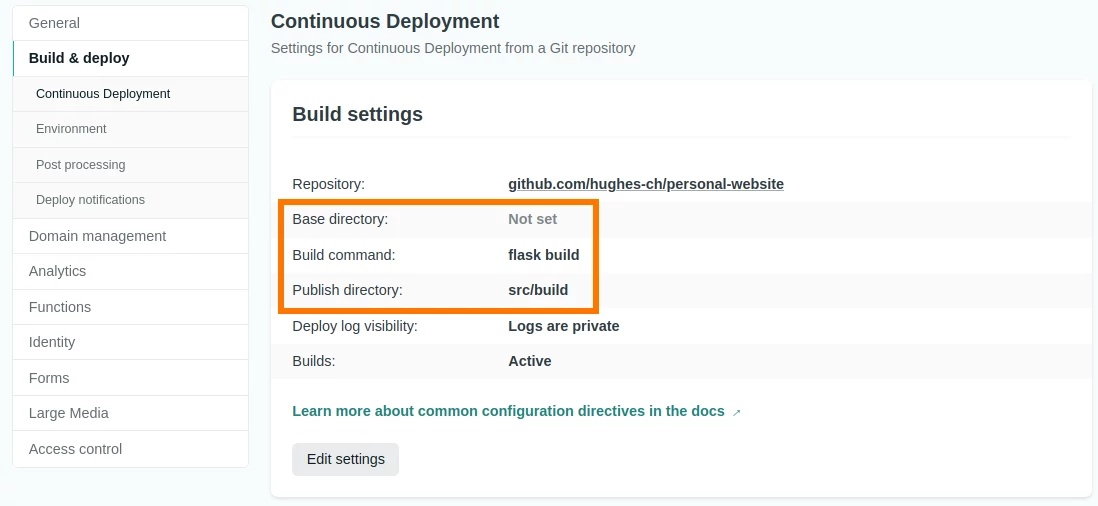 General
Build & deploy
Continuous Deployment
Environment
Post processing
Deploy notifications
Domain management
Analytics
Functions
Identity
Forms
Large Media
Access control
Continuous Deployment
Settings for Continuous Deployment from a Git repository
Build settings
Repository: github.com/hughes-ch/personal-website
Base directory: Not set
Build command: flask build
Publish directory: src/build
Deploy log visibility: Logs are private
Builds: Active
Learn more about common configuration directives in the docs ↗
Edit settings